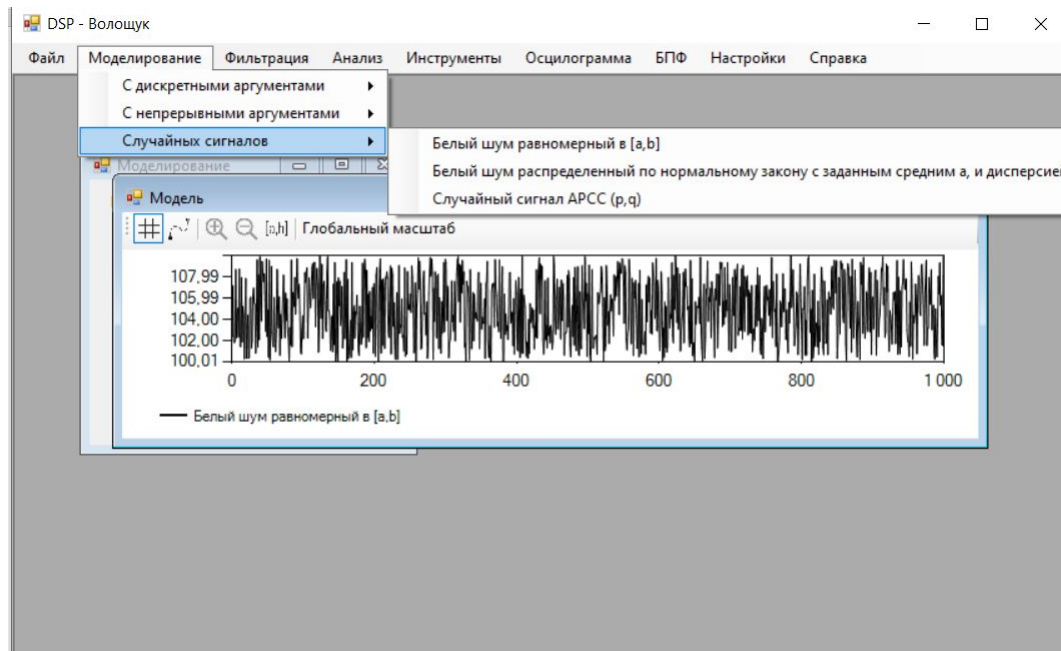 DSP - Волощук
Файл Моделирование Фильтрация Анализ Инструменты Осцилограмма БПФ Настройки Справка
С дискретными аргументами
С непрерывными аргументами
Случайных сигналов
Белый шум равномерный в [a,b]
Белый шум распределенный по нормальному закону с заданным средним a, и дисперсие
Случайный сигнал АРСС (p,q)
Моделирование
Модель
Глобальный масштаб
107,99
105,99
104,00
102,00
100,01
0 200 400 600 800 1 000
Белый шум равномерный в [a,b]